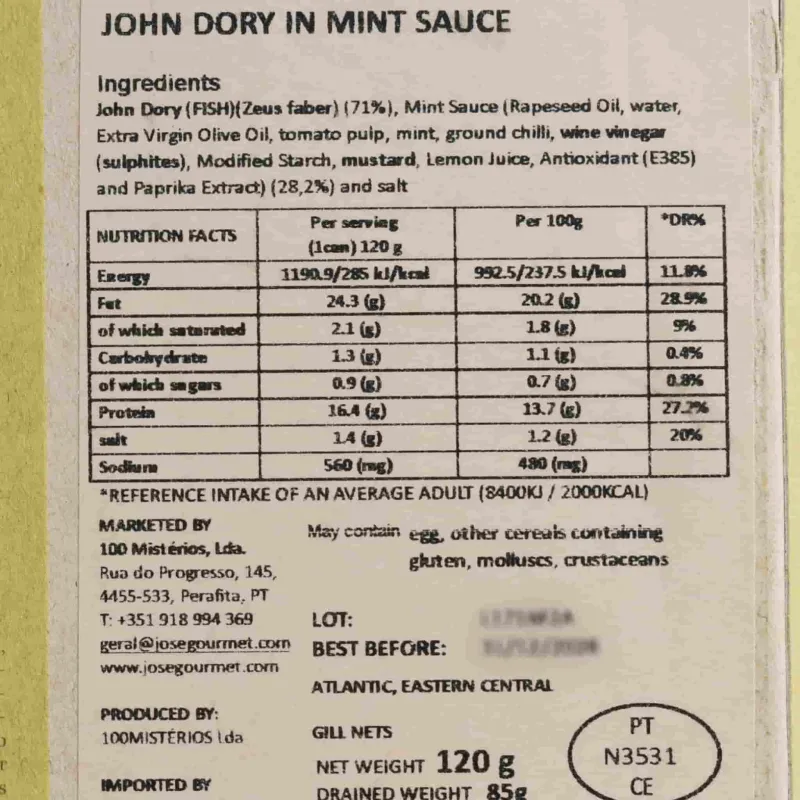 JOHN DORY IN MINT SAUCE
Ingredients
John Dory (FISH)(Zeus faber) (71%), Mint Sauce (Rapeseed Oil, water,
Extra Virgin Olive Oil, tomato pulp, mint, ground chilli, wine vinegar
(sulphites), Modified Starch, mustard, Lemon Juice, Antioxidant (E385)
and Paprika Extract) (28,2%) and salt
NUTRITION FACTS Per serving (1can) 120 g Per 100g *DR%
Energy 1190.9/285 kJ/kcal 992.5/237.5 kJ/kcal 11.8%
Fat 24.3 (g) 20.2 (g) 28.9%
of which saturated 2.1 (g) 1.8 (g) 9%
Carbohydrate 1.3 (g) 1.1 (g) 0.4%
of which sugars 0.9 (g) 0.7 (g) 0.8%
Protein 16.4 (g) 13.7 (g) 27.2%
salt 1.4 (g) 1.2 (g) 20%
Sodium 560 (mg) 480 (mg)
*REFERENCE INTAKE OF AN AVERAGE ADULT (8400KJ / 2000KCAL)
MARKETED BY
100 Mistérios, Lda.
Rua do Progresso, 145,
4455-533, Perafita, PT
T: +351 918 994 369
geral@josegourmet.com
www.josegourmet.com
PRODUCED BY:
100MISTÉRIOS Lda
IMPORTED BY
May contain egg, other cereals containing
gluten, molluscs, crustaceans
LOT:
BEST BEFORE:
ATLANTIC, EASTERN CENTRAL
GILL NETS
NET WEIGHT 120 g
DRAINED WEIGHT 85g
PT
N3531
CE